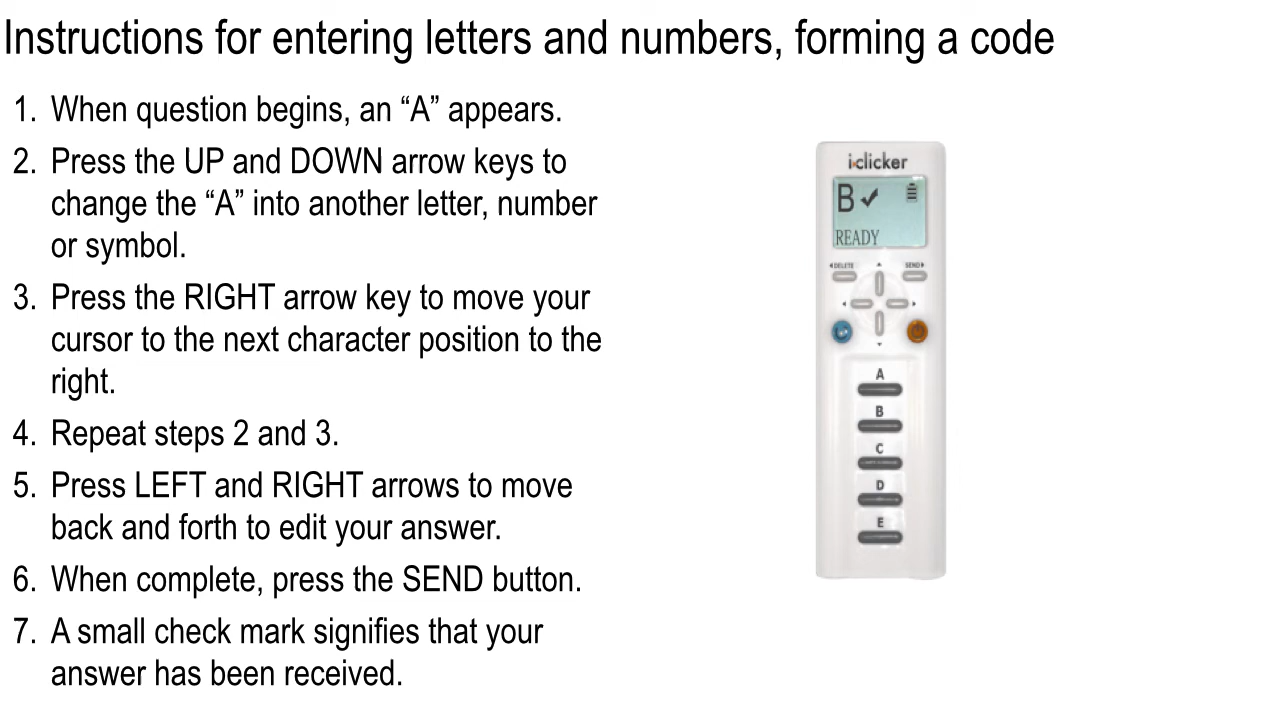 Instructions for entering letters and numbers, forming a code
1. When question begins, an “A” appears.
2. Press the UP and DOWN arrow keys to
change the “A” into another letter, number
or symbol.
3. Press the RIGHT arrow key to move your
cursor to the next character position to the
right.
4. Repeat steps 2 and 3.
5. Press LEFT and RIGHT arrows to move
back and forth to edit your answer.
6. When complete, press the SEND button.
7. A small check mark signifies that your
answer has been received.
i>clicker
B✔
READY
DELETE
SEND
A
B
C
D
E